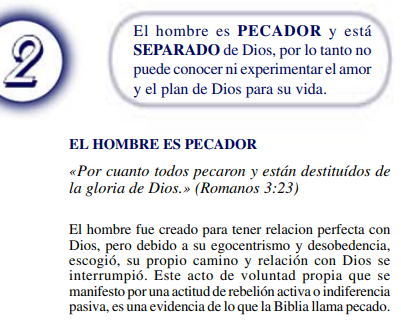 2
El hombre es PECADOR y está
SEPARADO de Dios, por lo tanto no
puede conocer ni experimentar el amor
y el plan de Dios para su vida.
EL HOMBRE ES PECADOR
«Por cuanto todos pecaron y están destituídos de
la gloria de Dios.» (Romanos 3:23)
El hombre fue creado para tener relacion perfecta con
Dios, pero debido a su egocentrismo y desobedencia,
escogió, su propio camino y relación con Dios se
interrumpió. Este acto de voluntad propia que se
manifesto por una actitud de rebelión activa o indiferencia
pasiva, es una evidencia de lo que la Biblia llama pecado.